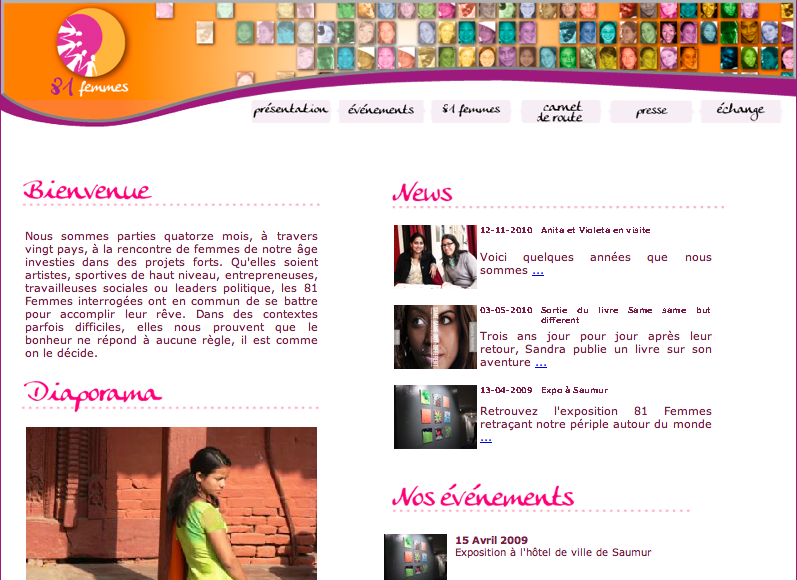 81 femmes
présentation
événements
81 femmes
carnet
de route
presse
échange
Bienvenue
Nous sommes parties quatorze mois, à travers
vingt pays, à la rencontre de femmes de notre âge
investies dans des projets forts. Qu'elles soient
artistes, sportives de haut niveau, entrepreneuses,
travailleuses sociales ou leaders politique, les 81
Femmes interrogées ont en commun de se battre
pour accomplir leur rêve. Dans des contextes
parfois difficiles, elles nous prouvent que le
bonheur ne répond à aucune règle, il est comme
on le décide.
Diaporama
News
12-11-2010 Anita et Violeta en visite
Voici quelques années que nous
sommes ...
03-05-2010 Sortie du livre Same same but
different
Trois ans jour pour jour après leur
retour, Sandra publie un livre sur son
aventure ...
13-04-2009 Expo à Saumur
Retrouvez l'exposition 81 Femmes
retraçant notre périple autour du monde
...
Nos événements
15 Avril 2009
Exposition à l'hôtel de ville de Saumur